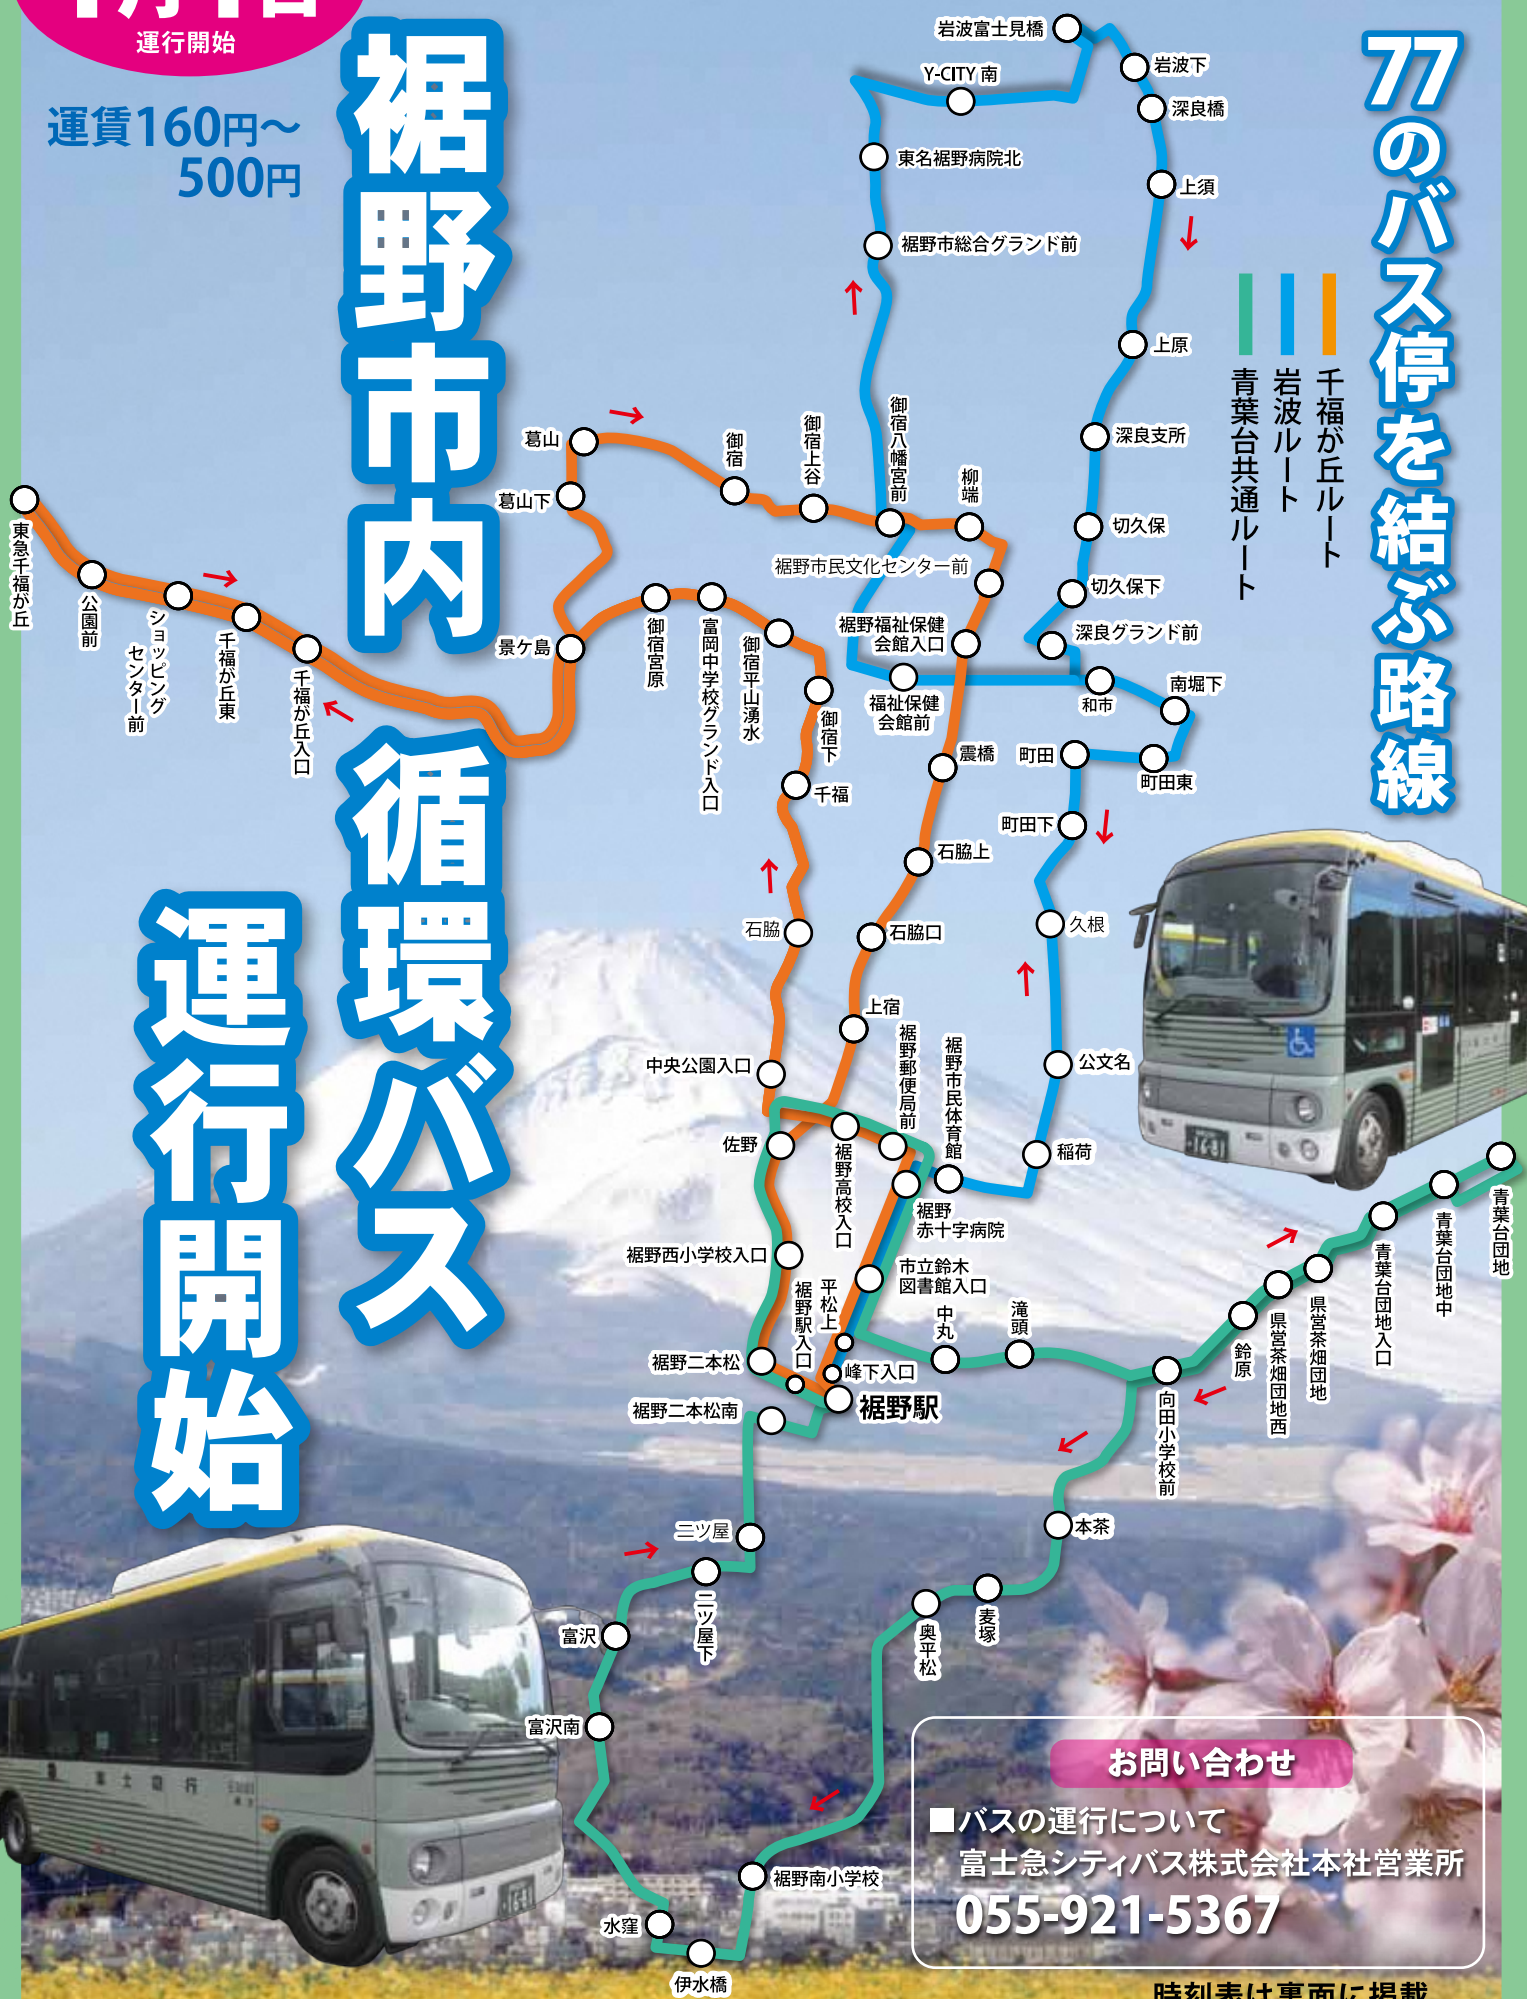 運行開始
運賃160円～
500円
裾野市内
循環バス
運行開始
77のバス停を結ぶ路線
千福が丘ルート
岩波ルート
青葉台共通ルート
岩波富士見橋
Y-CITY 南
岩波下
深良橋
東名裾野病院北
上須
裾野市総合グランド前
上原
深良支所
切久保
切久保下
深良グランド前
葛山
葛山下
御宿
御宿上谷
御宿八幡宮前
柳端
裾野市民文化センター前
裾野福祉保健
会館入口
福祉保健
会館前
和市
南堀下
町田
町田東
町田下
東急千福が丘
公園前
ショッピング
センター前
千福が丘東
千福が丘入口
景ケ島
御宿宮原
富岡中学校グランド入口
御宿平山湧水
御宿下
千福
震橋
石脇上
石脇
石脇口
久根
上宿
中央公園入口
裾野郵便局前
裾野市民体育館
公文名
佐野
裾野高校入口
稲荷
裾野
赤十字病院
裾野西小学校入口
市立鈴木
図書館入口
裾野駅入口
平松上
中丸
滝頭
裾野二本松
峰下入口
裾野駅
裾野二本松南
青葉台団地
青葉台団地中
青葉台団地入口
県営茶畑団地
県営茶畑団地西
鈴原
向田小学校前
本茶
二ツ屋
二ツ屋下
麦塚
奥平松
富沢
富沢南
裾野南小学校
水窪
伊水橋
お問い合わせ
■バスの運行について
富士急シティバス株式会社本社営業所
055-921-5367
時刻表は裏面に掲載